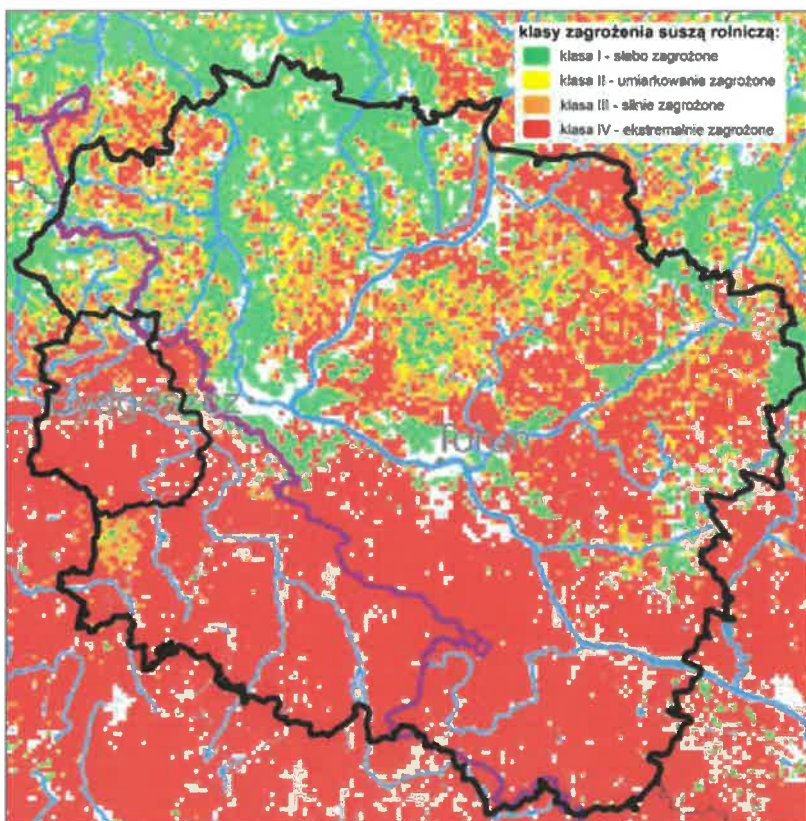 klasy zagrożenia suszą rolniczą:
klasa I - słabo zagrożone
klasa II - umiarkowanie zagrożone
klasa III - silnie zagrożone
klasa IV - ekstremalnie zagrożone
Bydgoszcz
Toruń